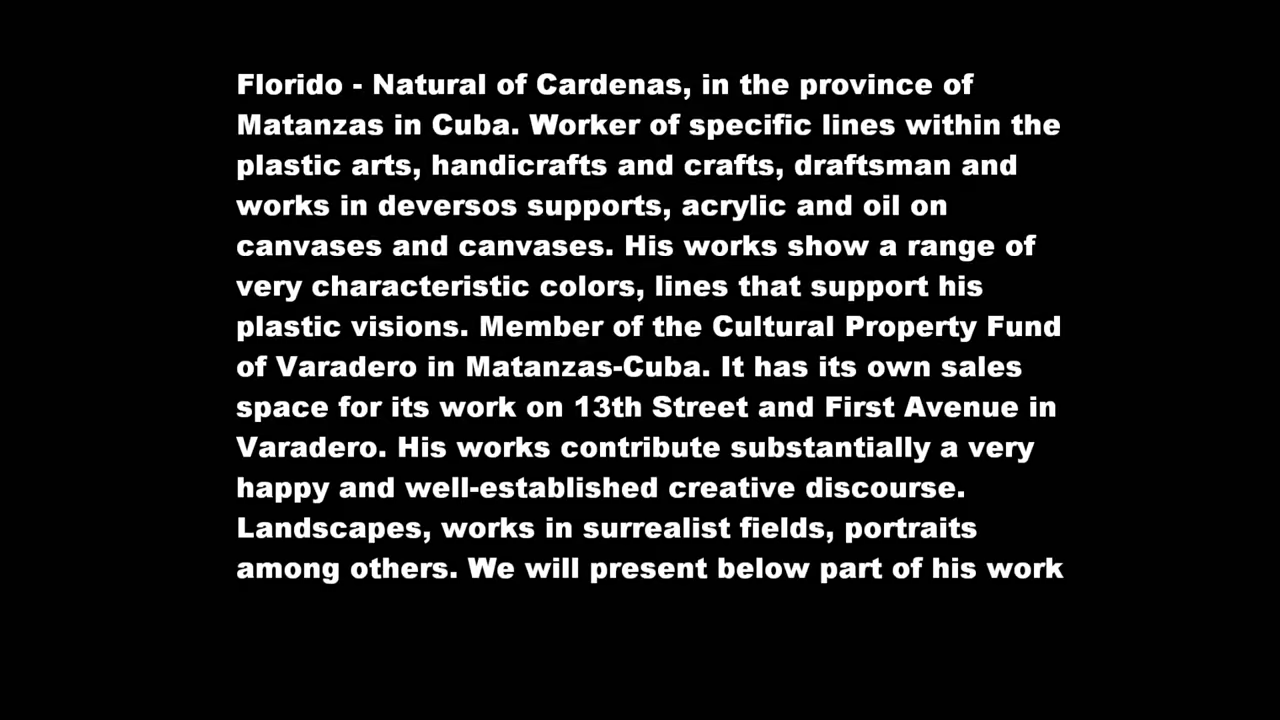 Florido - Natural of Cardenas, in the province of
Matanzas in Cuba. Worker of specific lines within the
plastic arts, handicrafts and crafts, draftsman and
works in deversos supports, acrylic and oil on
canvases and canvases. His works show a range of
very characteristic colors, lines that support his
plastic visions. Member of the Cultural Property Fund
of Varadero in Matanzas-Cuba. It has its own sales
space for its work on 13th Street and First Avenue in
Varadero. His works contribute substantially a very
happy and well-established creative discourse.
Landscapes, works in surrealist fields, portraits
among others. We will present below part of his work